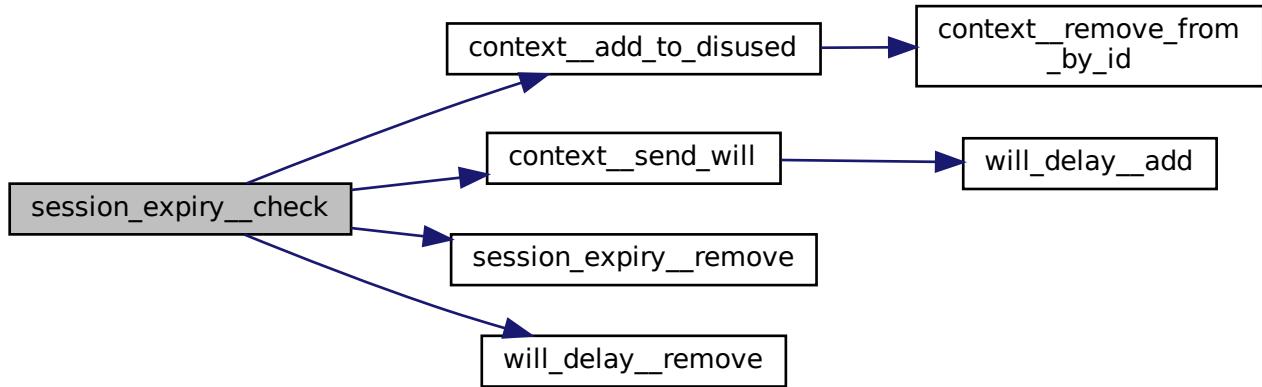 context__add_to_disused
context__remove_from
_by_id
context__send_will
will_delay__add
session_expiry__check
session_expiry__remove
will_delay__remove